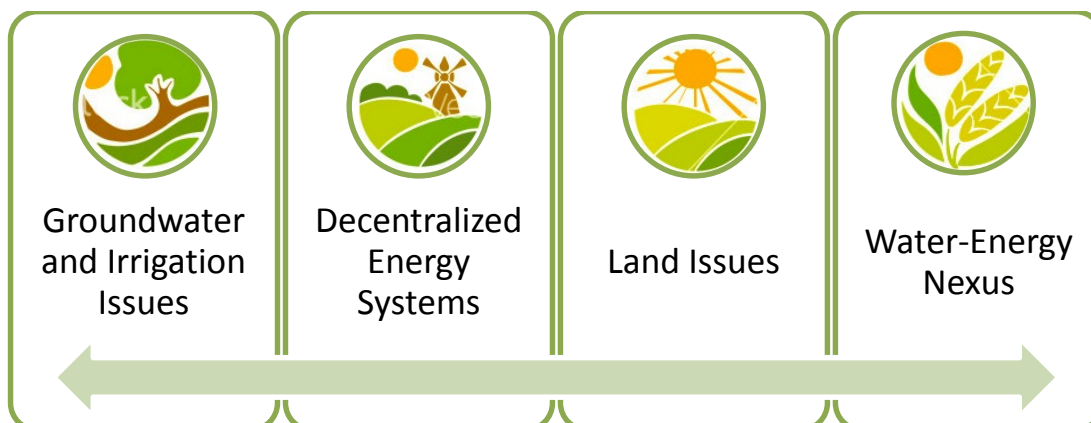 Groundwater
and Irrigation
Issues
Decentralized
Energy
Systems
Land Issues
Water-Energy
Nexus